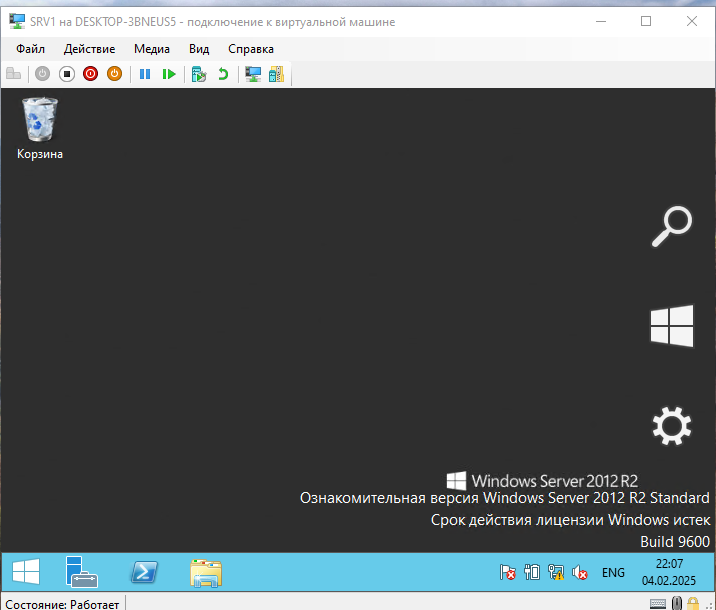 SRV1 на DESKTOP-3BNEUS5 - подключение к виртуальной машине
Файл Действие Медиа Вид Справка
Корзина
Windows Server 2012 R2
Ознакомительная версия Windows Server 2012 R2 Standard
Срок действия лицензии Windows истек
Build 9600
ENG
22:07
04.02.2025
Состояние: Работает